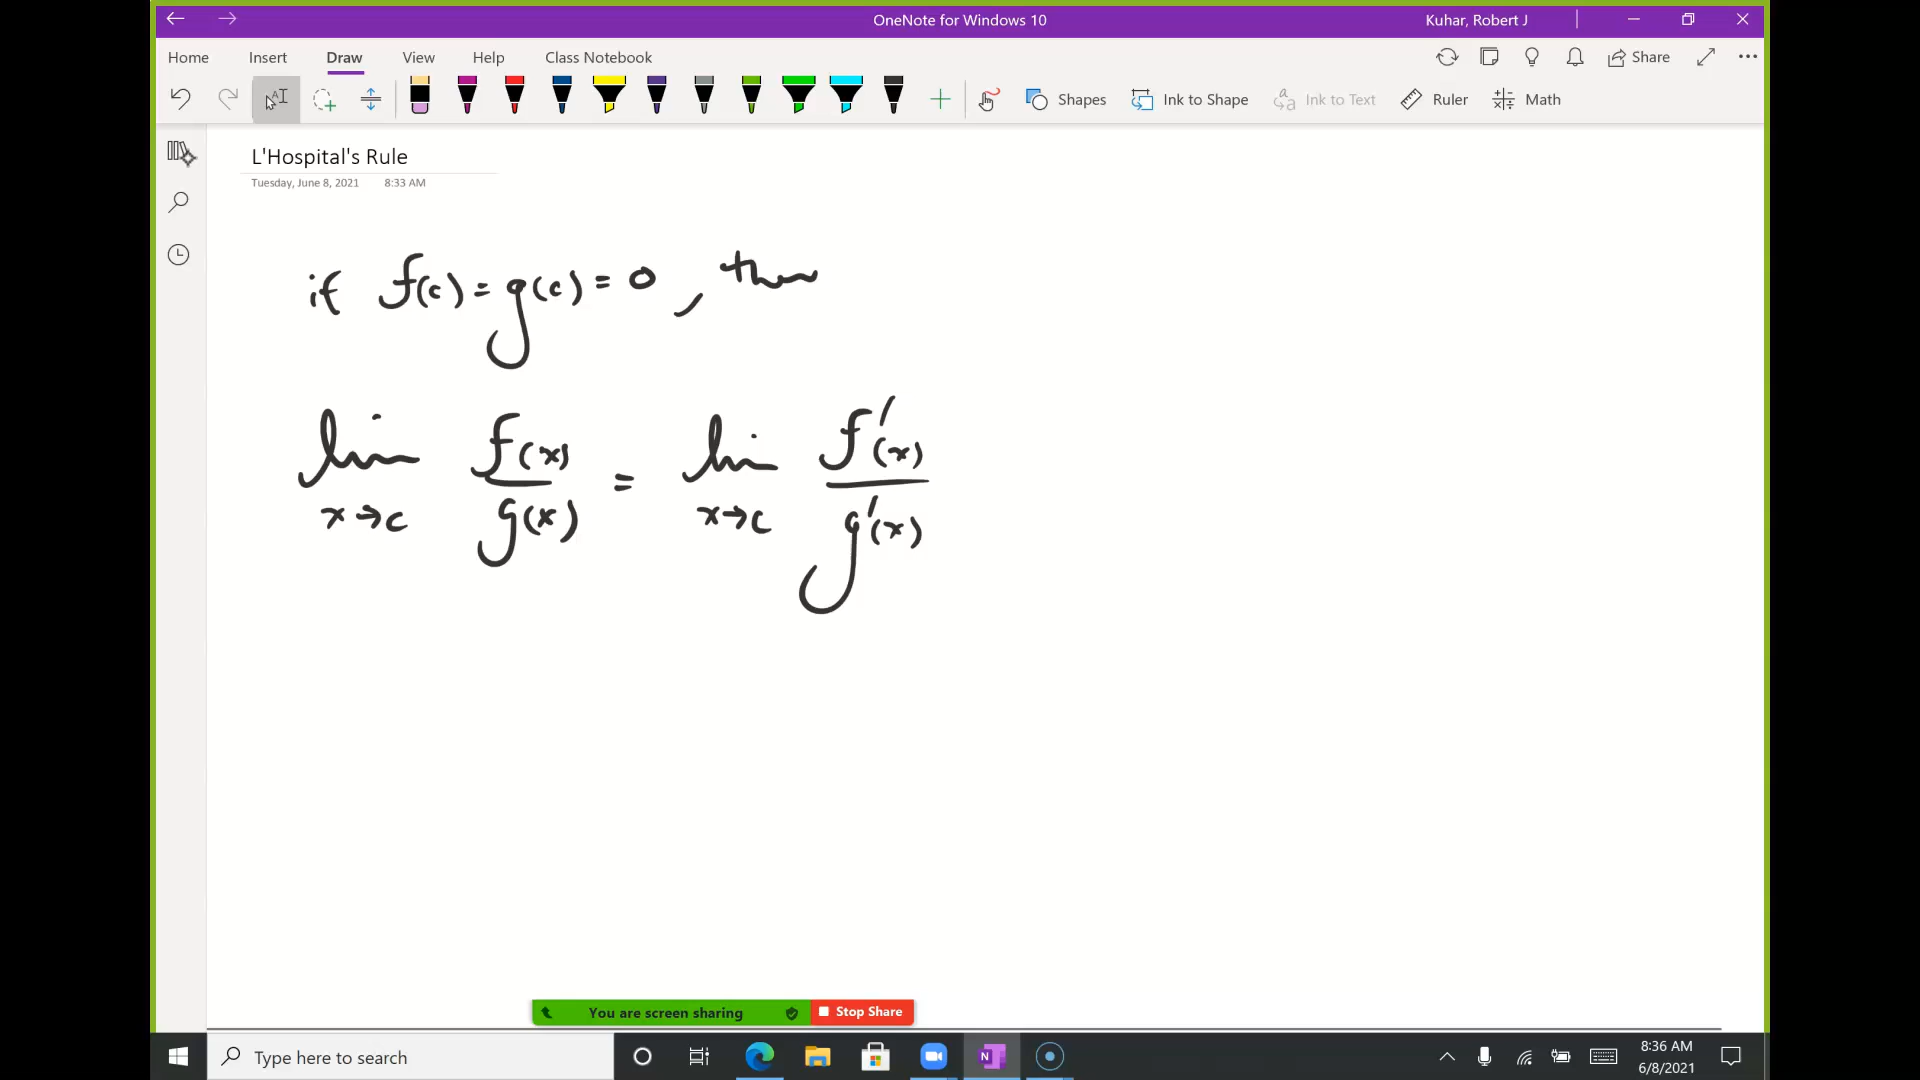 OneNote for Windows 10
Kuhar, Robert J
Home Insert Draw View Help Class Notebook
Share
Shapes Ink to Shape Ink to Text Ruler Math
L'Hospital's Rule
Tuesday, June 8, 2021 8:33 AM
if f(c) = g(c) = 0, then
lim f(x) = lim f'(x)
x→c g(x) x→c g'(x)
You are screen sharing Stop Share
Type here to search
8:36 AM
6/8/2021